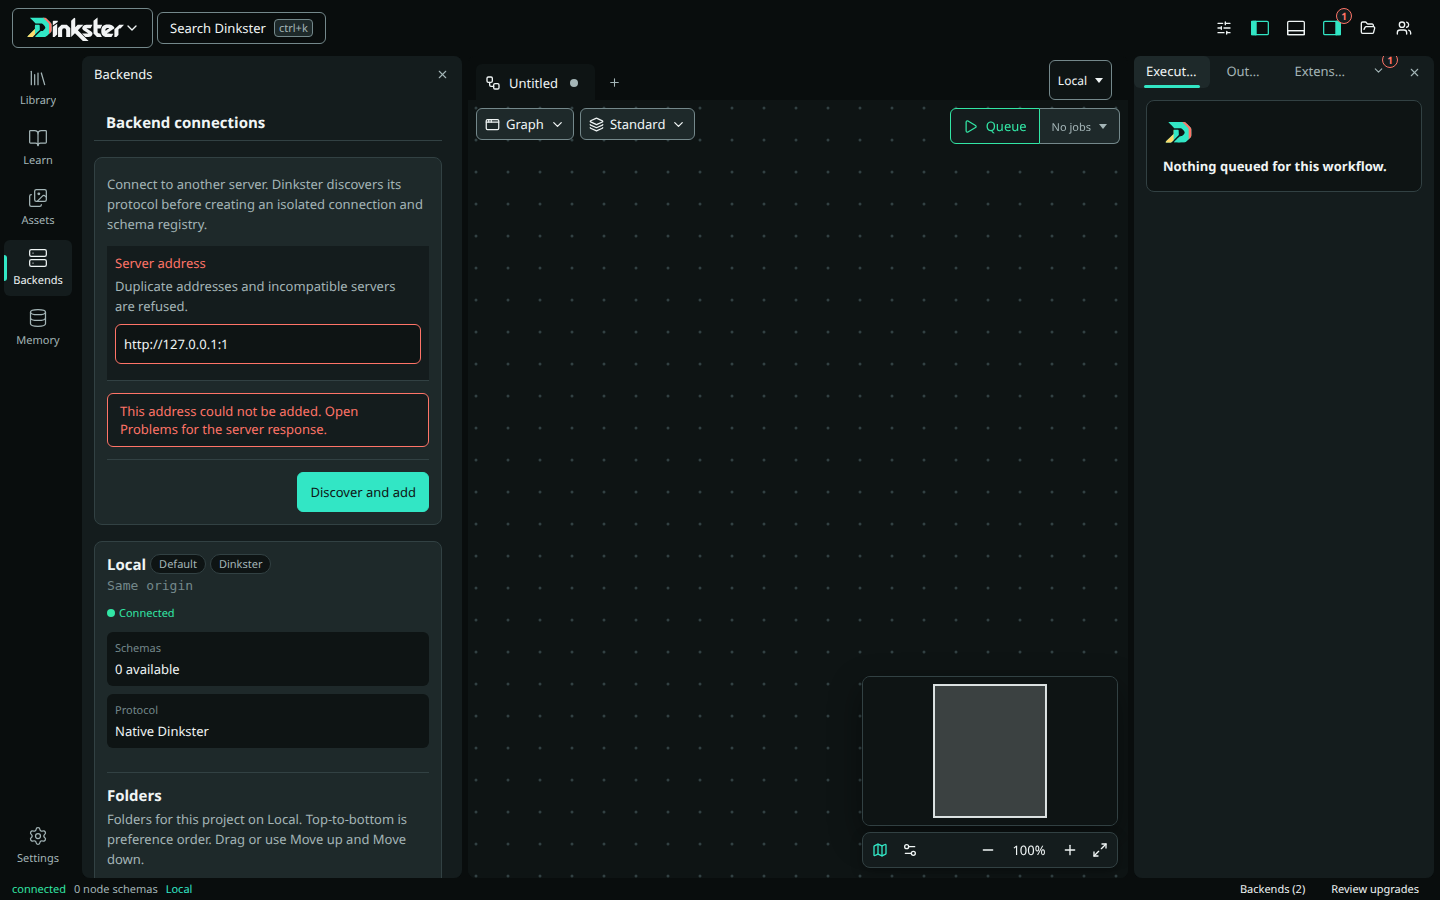 Dinkster
Search Dinkster ctrl+k
1
Library
Learn
Assets
Backends
Memory
Settings
Backends
Backend connections
Connect to another server. Dinkster discovers its
protocol before creating an isolated connection and
schema registry.
Server address
Duplicate addresses and incompatible servers
are refused.
http://127.0.0.1:1
This address could not be added. Open
Problems for the server response.
Discover and add
Local Default Dinkster
Same origin
Connected
Schemas
0 available
Protocol
Native Dinkster
Folders
Folders for this project on Local. Top-to-bottom is
preference order. Drag or use Move up and Move
down.
Untitled
Local
Graph
Standard
Queue
No jobs
100%
Execut...
Out...
Extens...
1
Nothing queued for this workflow.
connected 0 node schemas Local
Backends (2)
Review upgrades